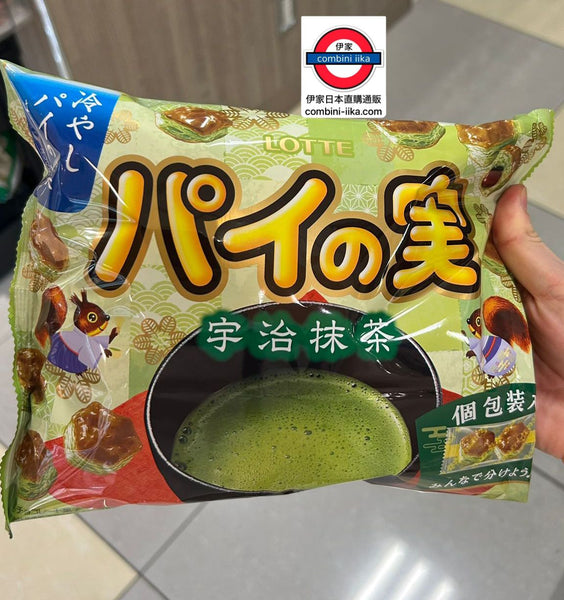 伊家
combini iika
伊家日本直購通販
combini-iika.com
冷やし
パイ
LOTTE
パイの実
宇治抹茶
個包装
みんなで分けよう